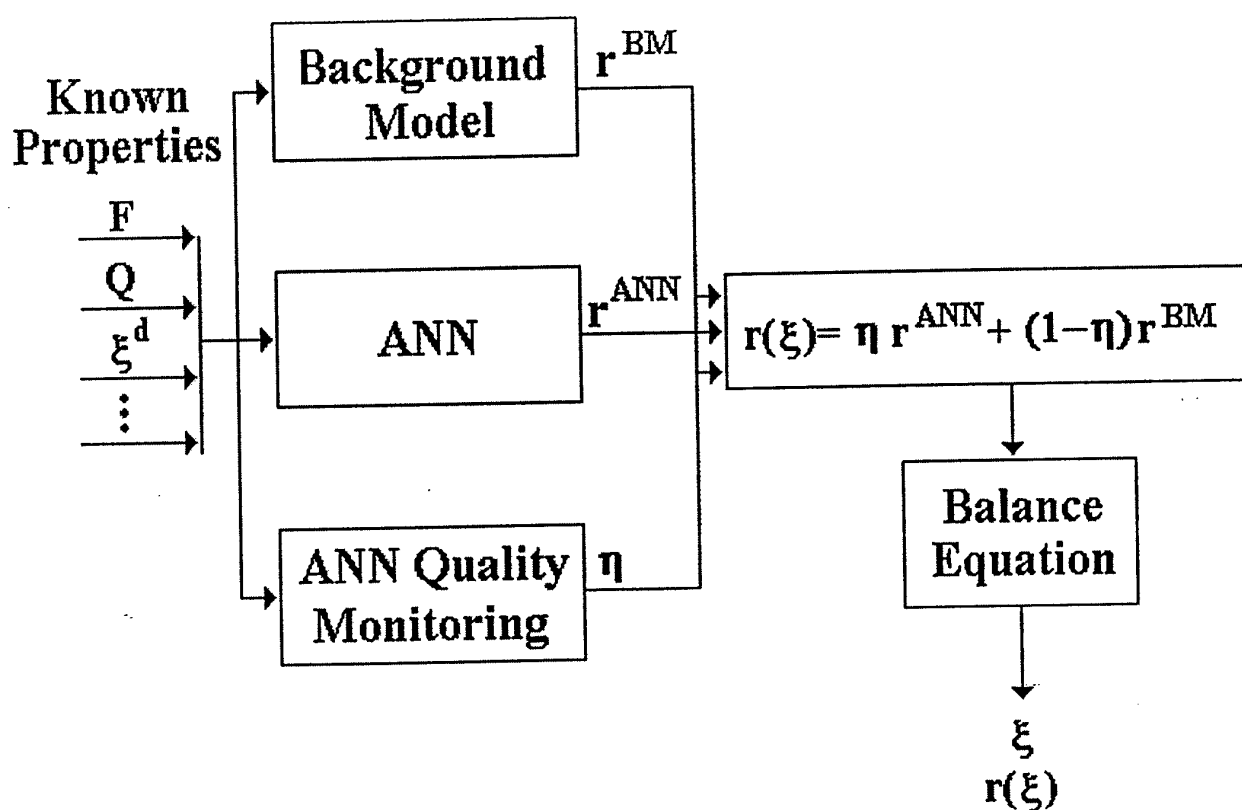 Known
Properties
F
Q
ξ^d
⋮
Background
Model
r^BM
ANN
r^ANN
ANN Quality
Monitoring
η
r(ξ)= η r^ANN + (1−η) r^BM
Balance
Equation
ξ
r(ξ)